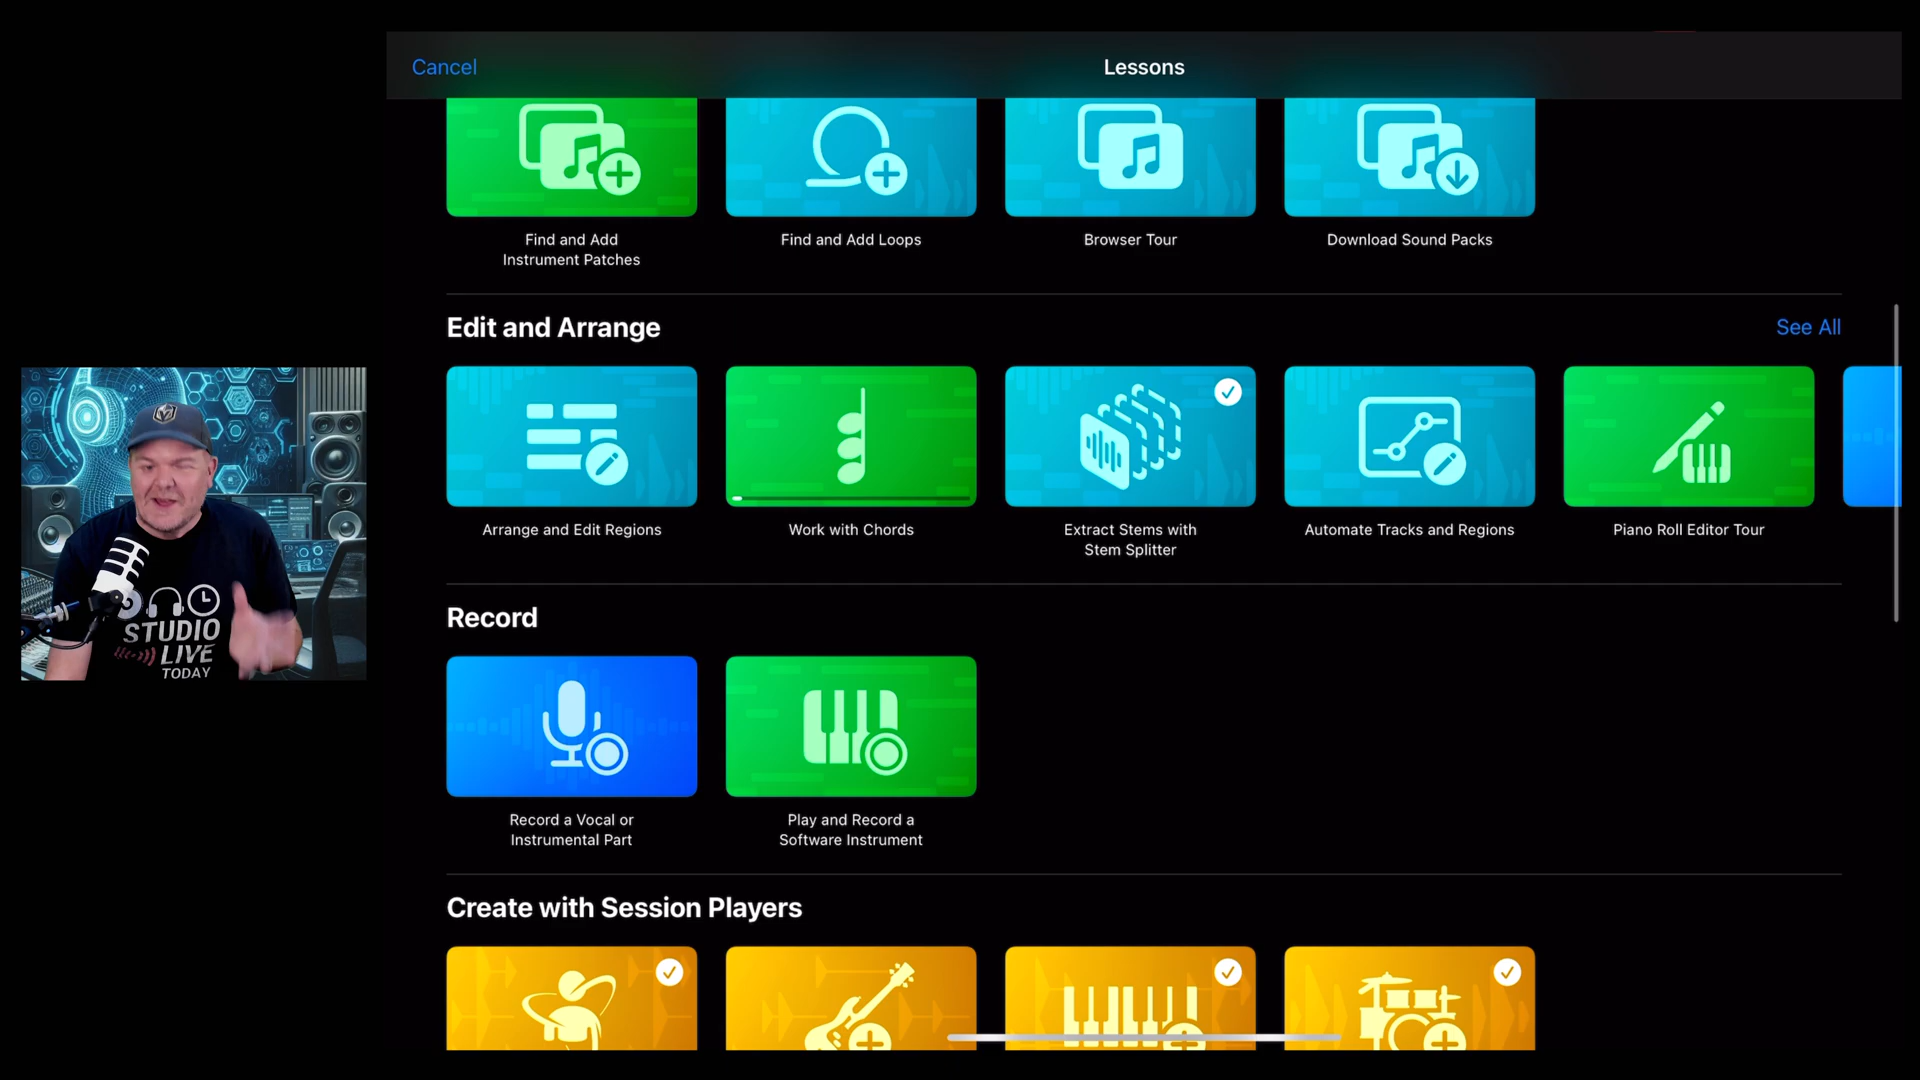 Cancel
Lessons
Find and Add
Instrument Patches
Find and Add Loops
Browser Tour
Download Sound Packs
Edit and Arrange
See All
Arrange and Edit Regions
Work with Chords
Extract Stems with
Stem Splitter
Automate Tracks and Regions
Piano Roll Editor Tour
Record
Record a Vocal or
Instrumental Part
Play and Record a
Software Instrument
Create with Session Players
STUDIO
LIVE
TODAY